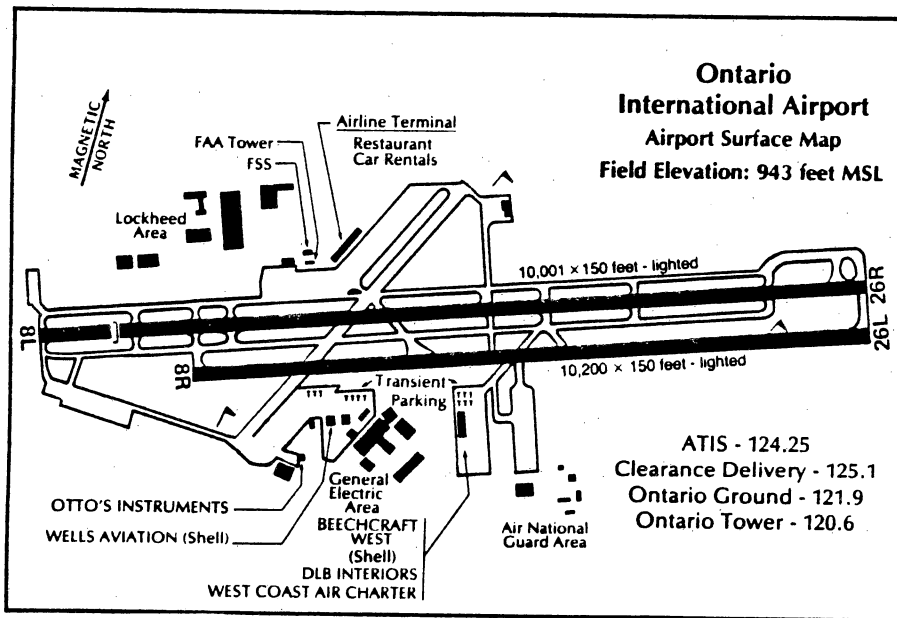 Ontario
International Airport
Airport Surface Map
Field Elevation: 943 feet MSL
MAGNETIC
NORTH
Airline Terminal
Restaurant
Car Rentals
FAA Tower
FSS
Lockheed
Area
10,001 × 150 feet - lighted
8L
26R
8R
26L
10,200 × 150 feet - lighted
Transient
Parking
ATIS - 124.25
Clearance Delivery - 125.1
Ontario Ground - 121.9
Ontario Tower - 120.6
General
Electric
Area
OTTO'S INSTRUMENTS
WELLS AVIATION (Shell)
BEECHCRAFT
WEST
(Shell)
DLB INTERIORS
WEST COAST AIR CHARTER
Air National
Guard Area